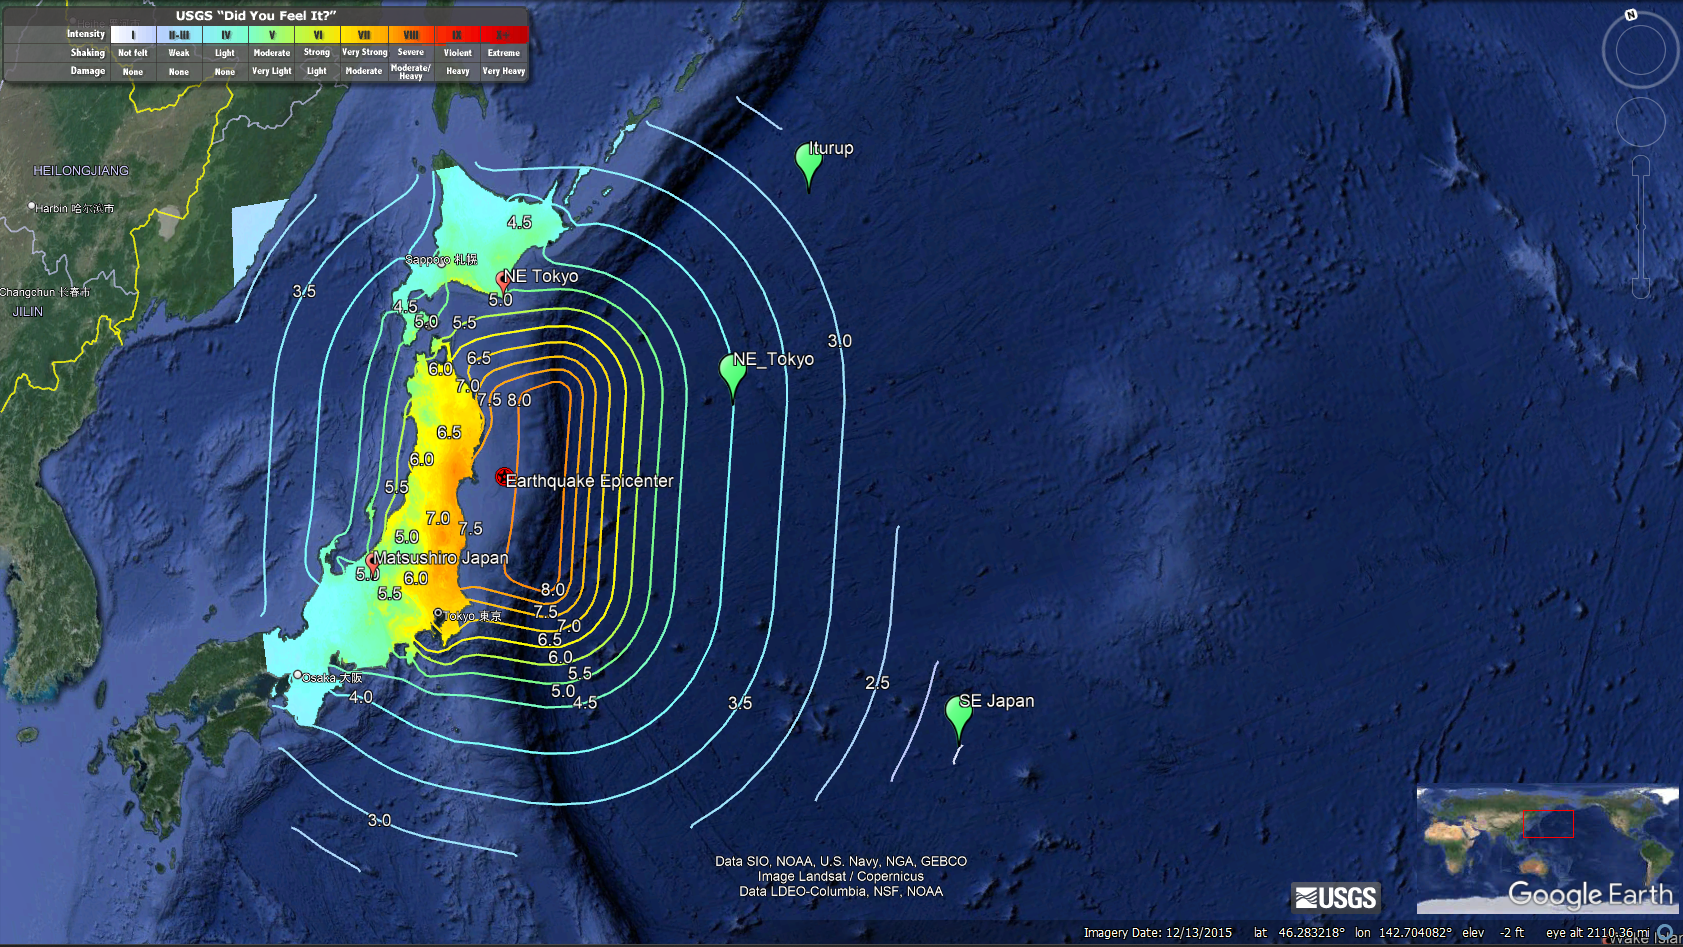 USGS "Did You Feel It?"
Intensity I II-III IV V VI VII VIII IX X+
Shaking Not felt Weak Light Moderate Strong Very Strong Severe Violent Extreme
Damage None None None Very Light Light Moderate Moderate/Heavy Heavy Very Heavy
Iturup
HEILONGJIANG
Harbin 哈尔滨市
4.5
Sapporo 札幌
NE Tokyo
Changchun 长春市
3.5
5.0
JILIN
4.5
5.0
5.5
3.0
6.5
NE_Tokyo
6.0
7.0
7.5
8.0
6.5
6.0
Earthquake Epicenter
5.5
7.0
7.5
5.0
Matsushiro Japan
5.0
6.0
5.5
8.0
7.5
Tokyo 東京
7.0
6.5
6.0
5.5
Osaka 大阪
2.5
5.0
4.0
4.5
3.5
SE Japan
3.0
Data SIO, NOAA, U.S. Navy, NGA, GEBCO
Image Landsat / Copernicus
Data LDEO-Columbia, NSF, NOAA
USGS
Google Earth
Imagery Date: 12/13/2015 lat 46.283218° lon 142.704082° elev -2 ft eye alt 2110.36 mi
N